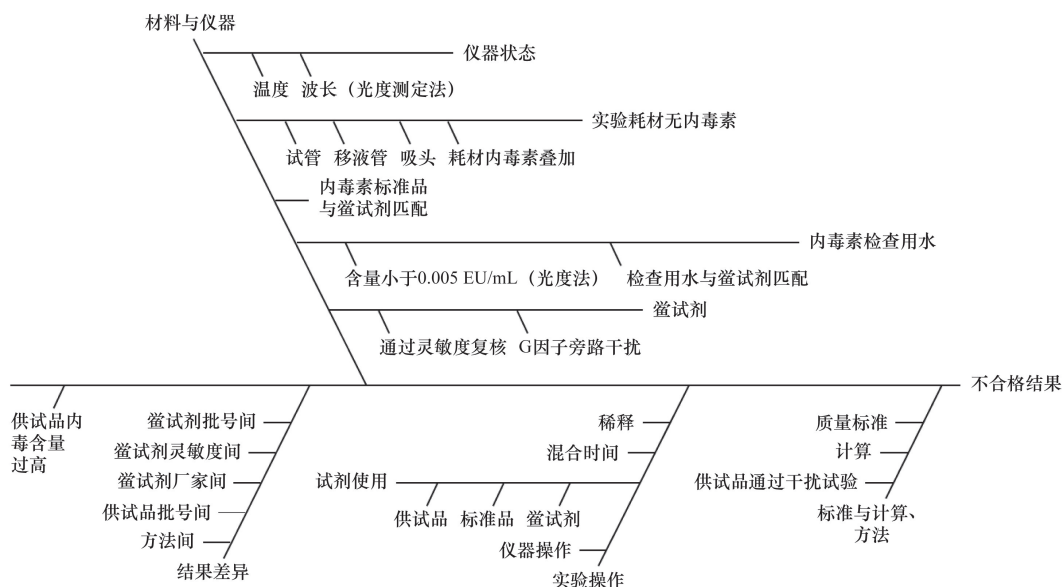 材料与仪器
仪器状态
温度 波长（光度测定法）
实验耗材无内毒素
试管 移液管 吸头 耗材内毒素叠加
内毒素标准品
与鲎试剂匹配
内毒素检查用水
含量小于0.005 EU/mL（光度法） 检查用水与鲎试剂匹配
鲎试剂
通过灵敏度复核 G因子旁路干扰
不合格结果
供试品内
毒含量
过高
鲎试剂批号间
鲎试剂灵敏度间
鲎试剂厂家间
供试品批号间
方法间
结果差异
稀释
混合时间
试剂使用
供试品 标准品 鲎试剂
仪器操作
实验操作
质量标准
计算
供试品通过干扰试验
标准与计算、
方法